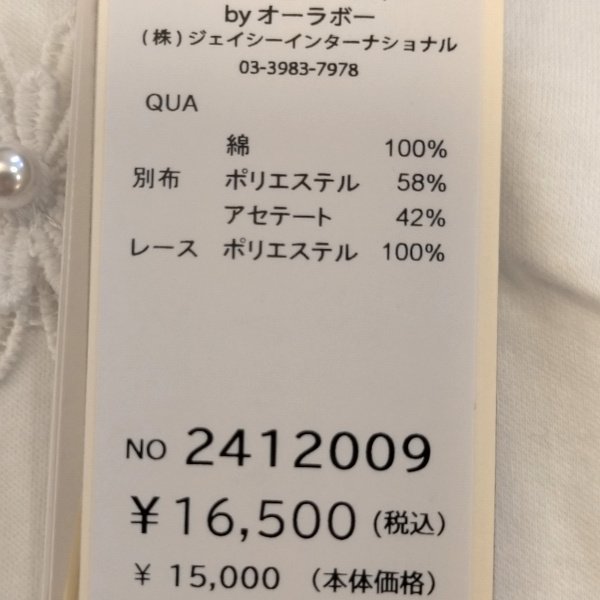 by オーラボー
(株)ジェイシーインターナショナル
03-3983-7978
QUA
綿 100%
別布 ポリエステル 58%
アセテート 42%
レース ポリエステル 100%
NO 2412009
¥16,500 (税込)
¥ 15,000 (本体価格)